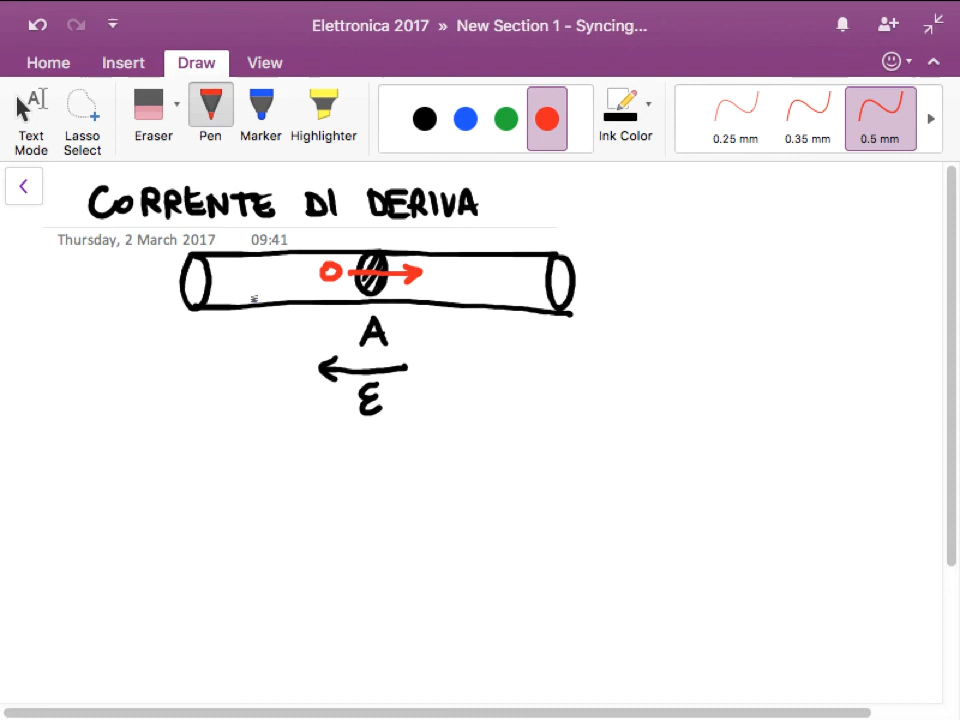 Elettronica 2017 » New Section 1 - Syncing...
Home Insert Draw View
Text Mode
Lasso Select
Eraser
Pen
Marker
Highlighter
Ink Color
0.25 mm
0.35 mm
0.5 mm
CORRENTE DI DERIVA
Thursday, 2 March 2017 09:41
A
ε